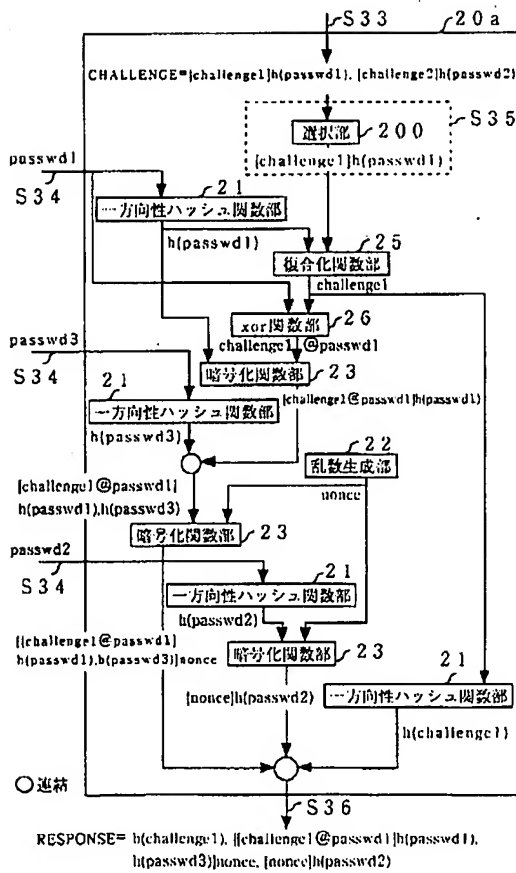 S33
20a
CHALLENGE=[challenge1]h(passwd1), [challenge2]h(passwd2)
選択部
200
S35
[challenge1]h(passwd1)
passwd1
S34
21
一方向性ハッシュ関数部
h(passwd1)
25
復合化関数部
challenge1
xor関数部
26
challenge1@passwd1
passwd3
S34
暗号化関数部
23
21
一方向性ハッシュ関数部
[challenge1@passwd1]h(passwd1)
h(passwd3)
22
乱数生成部
nonce
[challenge1@passwd1]
h(passwd1),h(passwd3)
暗号化関数部
23
passwd2
S34
21
一方向性ハッシュ関数部
h(passwd2)
[[challenge1@passwd1]
h(passwd1),h(passwd3)]nonce
暗号化関数部
23
21
一方向性ハッシュ関数部
[nonce]h(passwd2)
h(challenge1)
○連結
S36
RESPONSE= h(challenge1), [[challenge1@passwd1]h(passwd1),
h(passwd3)]nonce, [nonce]h(passwd2)